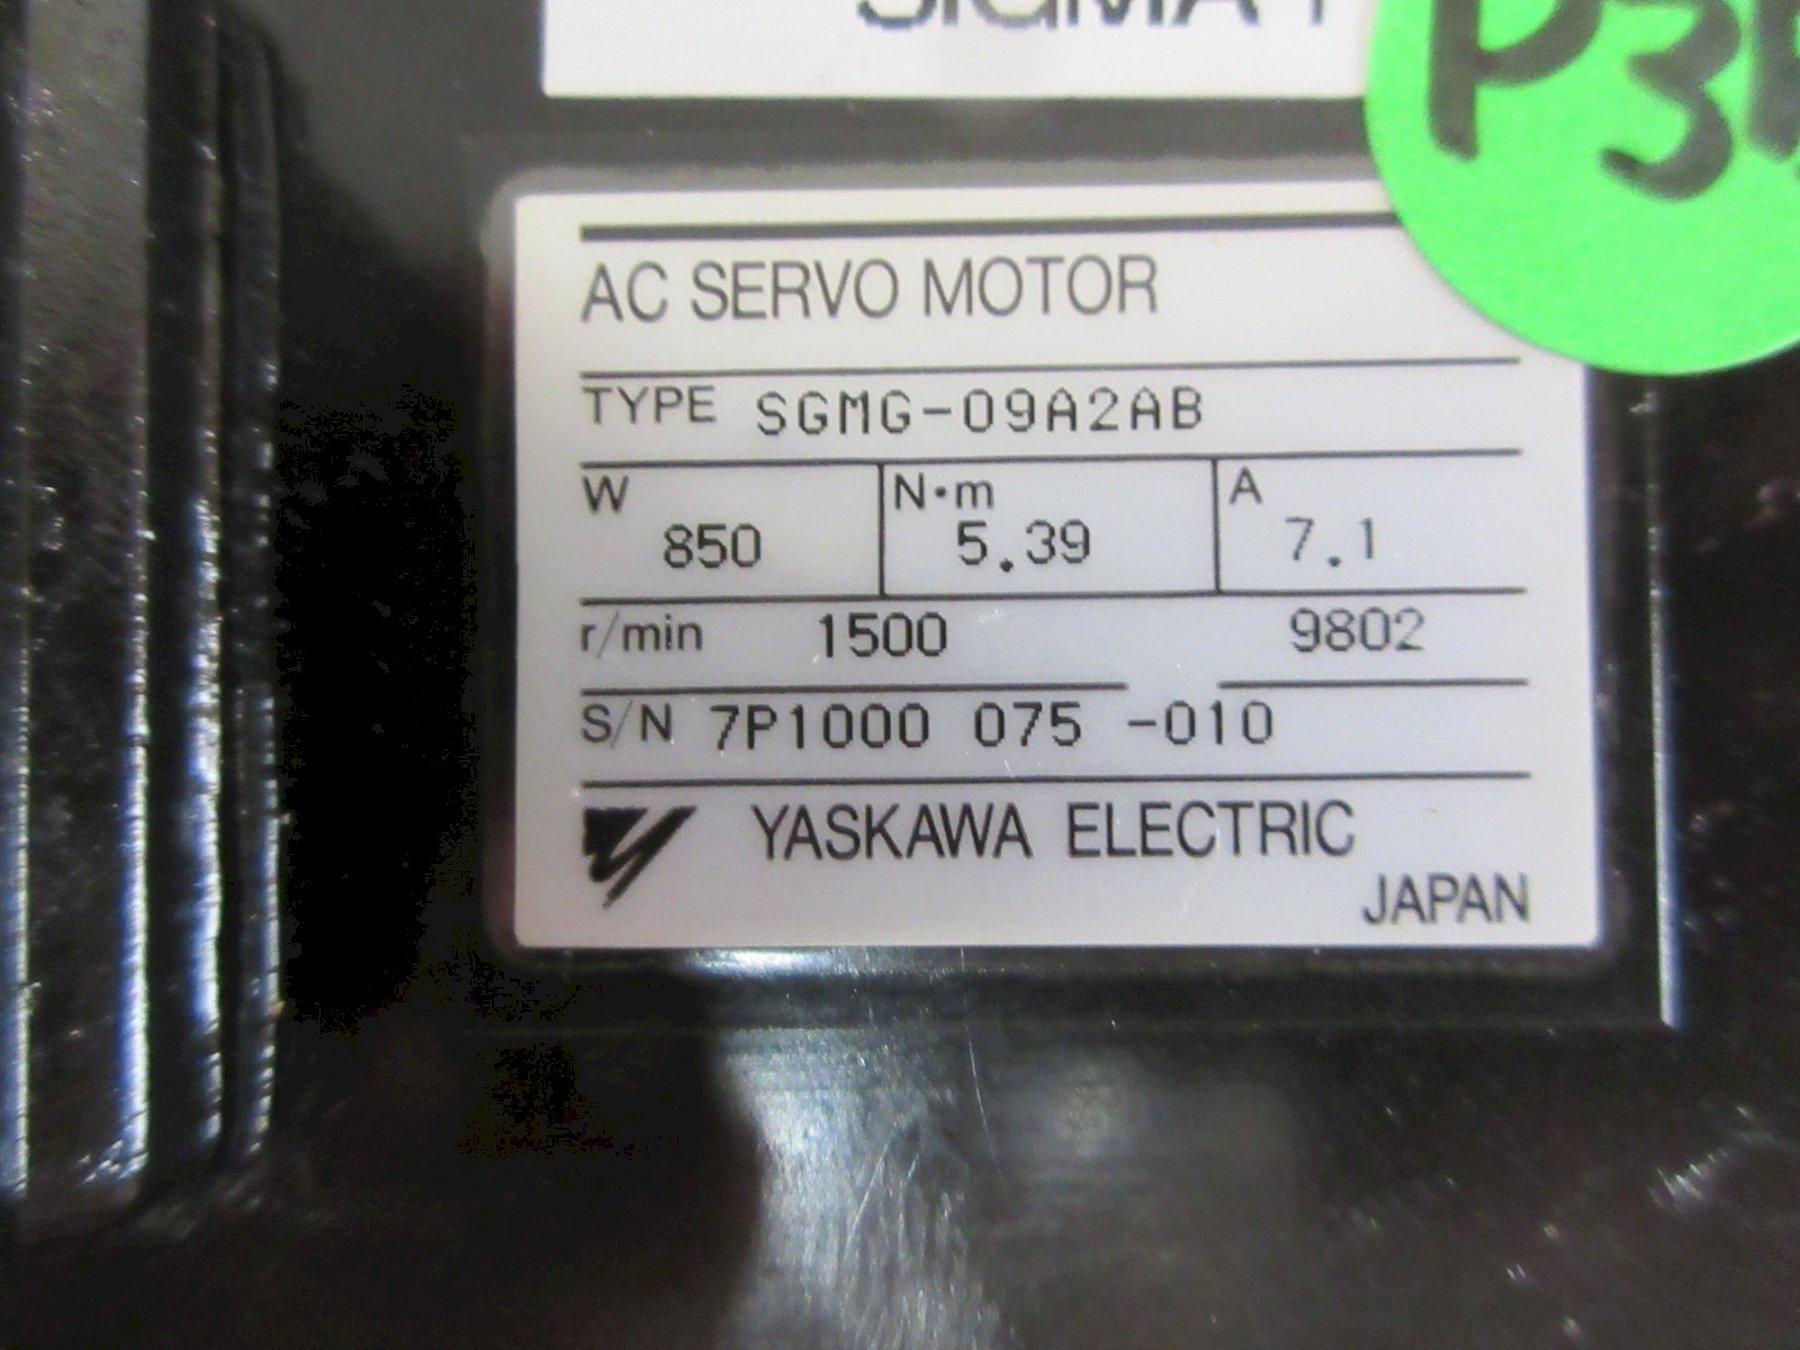 AC SERVO MOTOR
TYPE SGMG-09A2AB
W 850 N·m 5.39 A 7.1
r/min 1500 9802
S/N 7P1000 075 -010
YASKAWA ELECTRIC
JAPAN